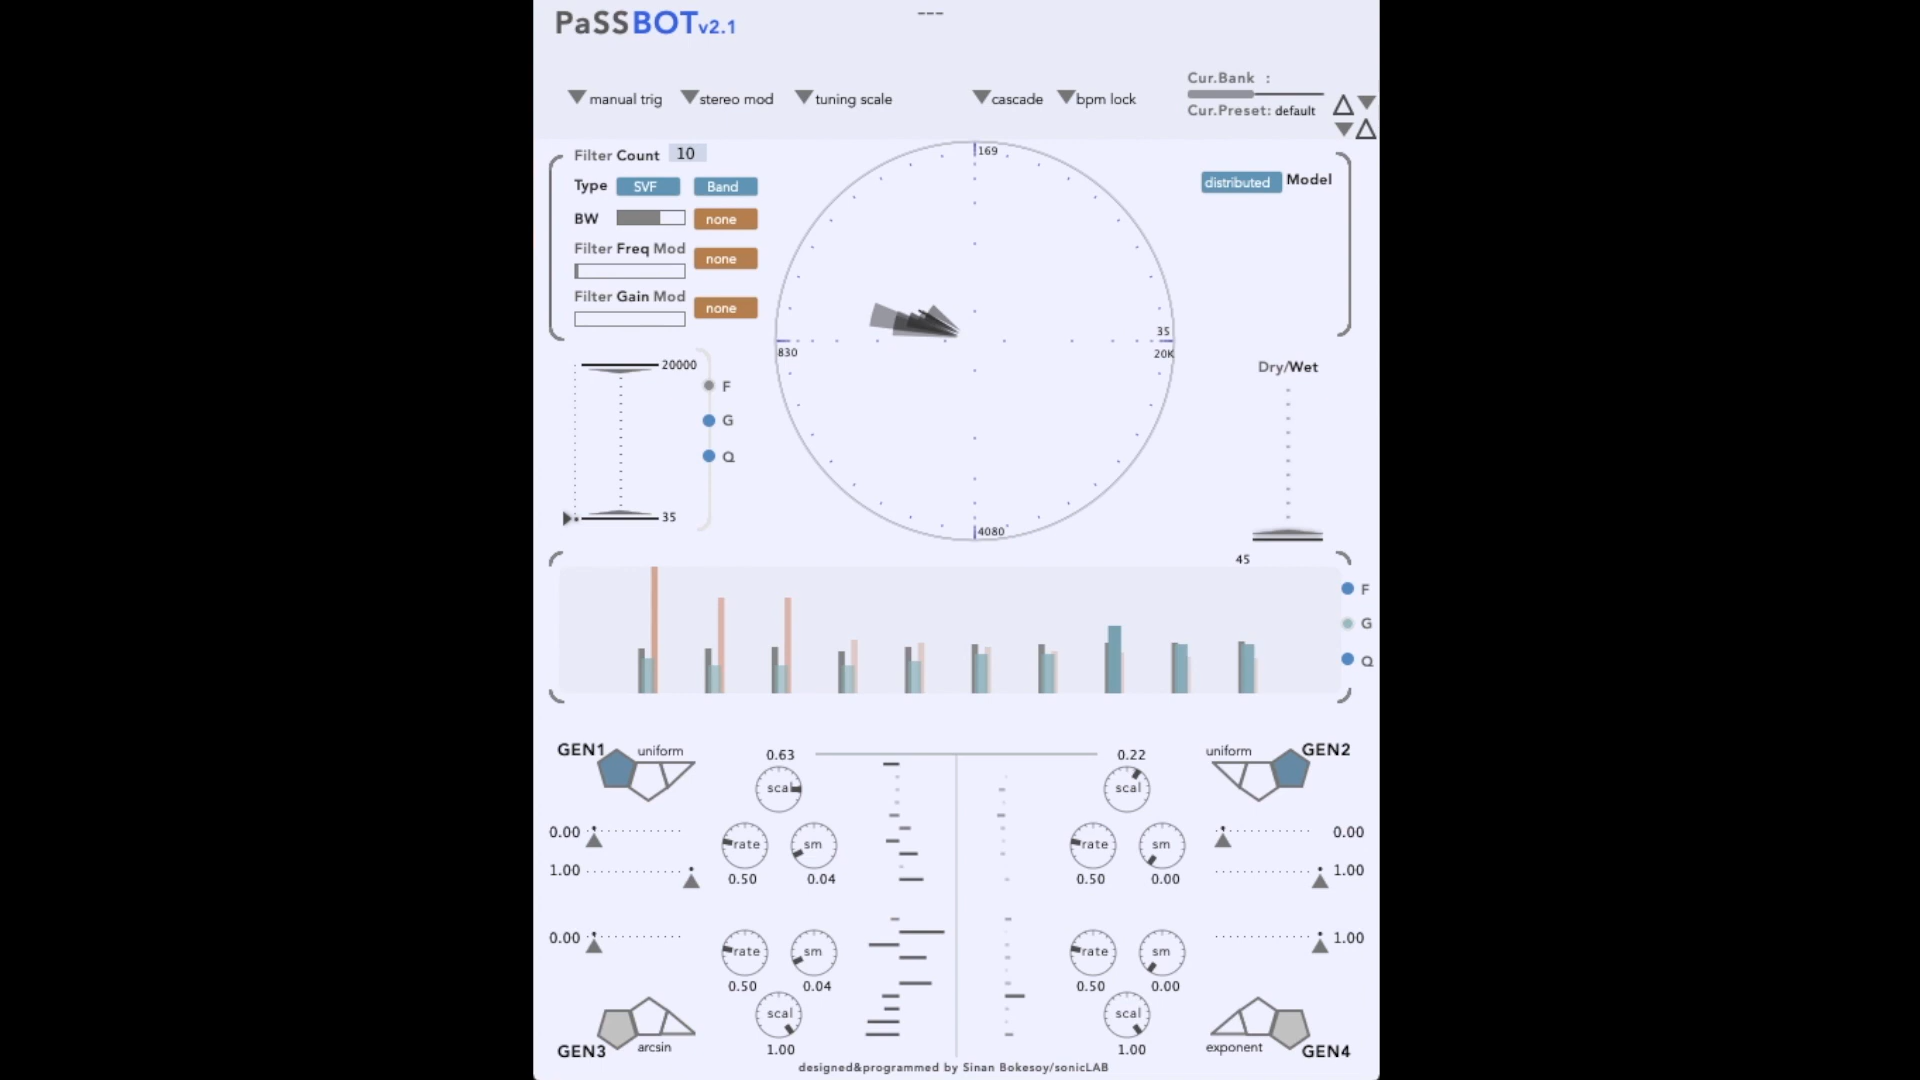 PaSSBOTv2.1
---
manual trig stereo mod tuning scale cascade bpm lock
Cur.Bank :
Cur.Preset: default
Filter Count 10
Type SVF Band
BW none
Filter Freq Mod none
Filter Gain Mod none
169
830
35
20K
4080
distributed Model
20000
35
F
G
Q
Dry/Wet
45
F
G
Q
GEN1 uniform
0.63
scal
0.00
1.00
rate sm
0.50 0.04
0.22
scal
uniform GEN2
rate sm
0.50 0.00
0.00
1.00
0.00
rate sm
0.50 0.04
scal
1.00
GEN3 arcsin
rate sm
0.50 0.00
scal
1.00
1.00
exponent GEN4
designed&programmed by Sinan Bokesoy/sonicLAB